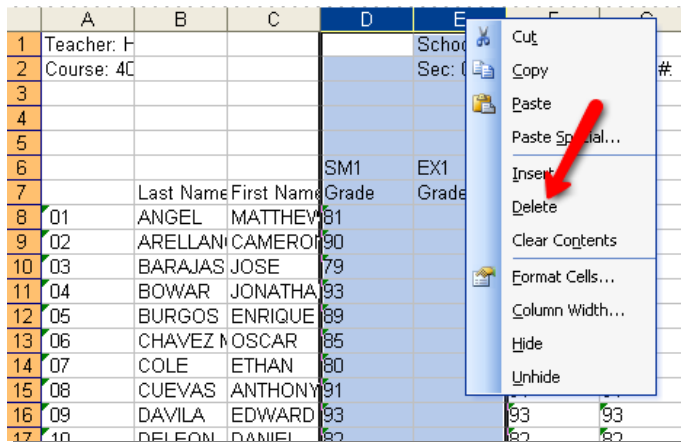 A B C D E
1 Teacher: H Schoo
2 Course: 40 Sec: #:
3
4
5
6 SM1 EX1
7 Last Name First Name Grade Grade
8 01 ANGEL MATTHEW 81
9 02 ARELLAN CAMERO 90
10 03 BARAJAS JOSE 79
11 04 BOWAR JONATHA 93
12 05 BURGOS ENRIQUE 89
13 06 CHAVEZ M OSCAR 85
14 07 COLE ETHAN 80
15 08 CUEVAS ANTHONY 91
16 09 DAVILA EDWARD 93 93 93
17 10 DELEON DANIEL 82 82 82
Cut
Copy
Paste
Paste Special...
Insert
Delete
Clear Contents
Format Cells...
Column Width...
Hide
Unhide